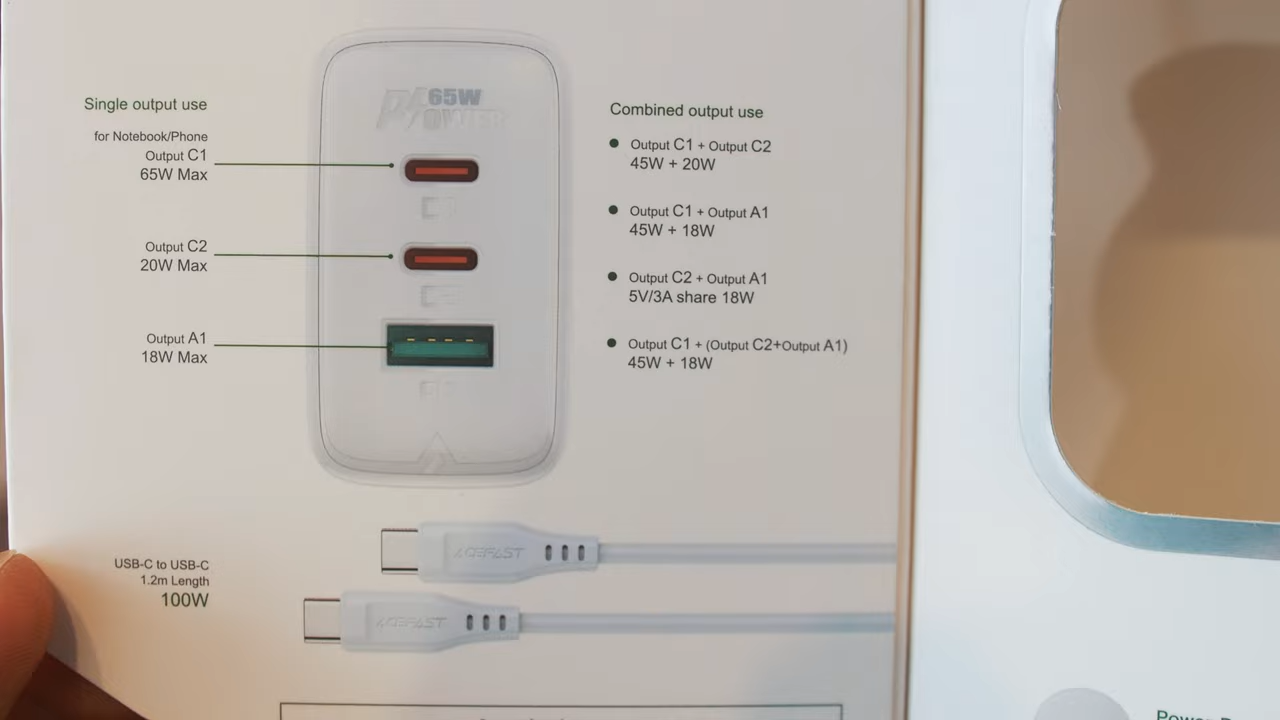 Single output use
for Notebook/Phone
Output C1
65W Max
Output C2
20W Max
Output A1
18W Max
65W
POWER
Combined output use
Output C1 + Output C2
45W + 20W
Output C1 + Output A1
45W + 18W
Output C2 + Output A1
5V/3A share 18W
Output C1 + (Output C2+Output A1)
45W + 18W
USB-C to USB-C
1.2m Length
100W
ACEFAST
ACEFAST
Power